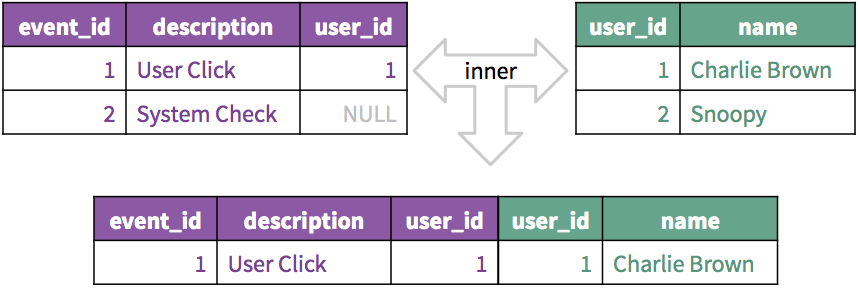 event_id description user_id
1 User Click 1
2 System Check NULL
inner
user_id name
1 Charlie Brown
2 Snoopy
event_id description user_id user_id name
1 User Click 1 1 Charlie Brown